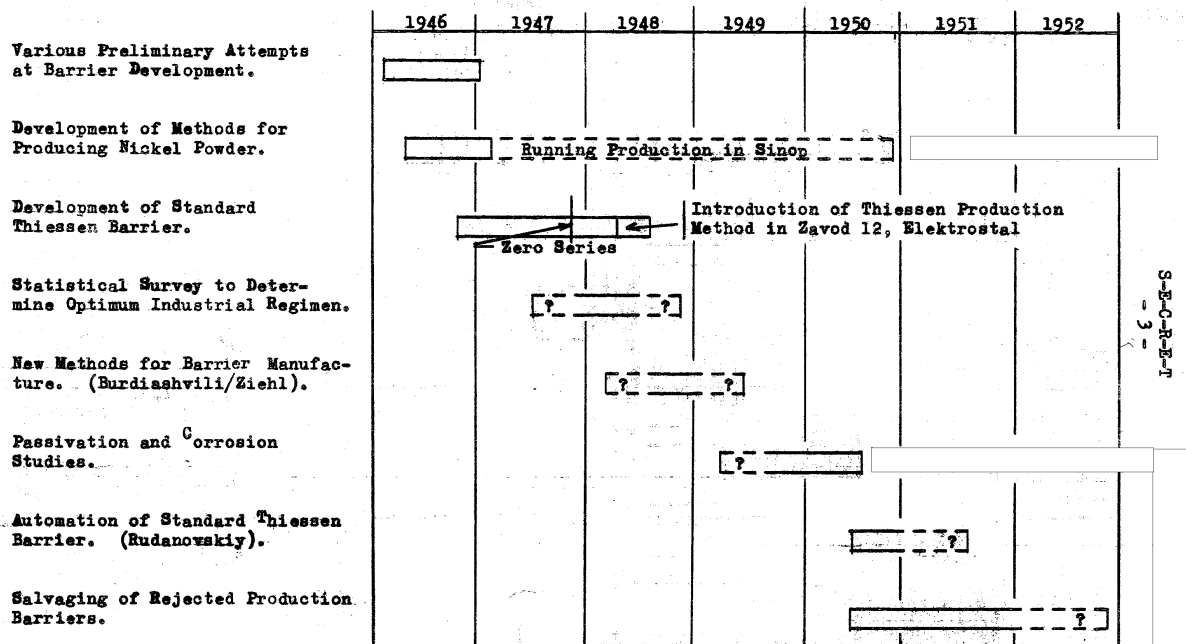 1946 1947 1948 1949 1950 1951 1952
Various Preliminary Attempts
at Barrier Development.
Development of Methods for
Producing Nickel Powder.
Running Production in Sinop
Development of Standard
Thiessen Barrier.
Zero Series
Introduction of Thiessen Production
Method in Zavod 12, Elektrostal
Statistical Survey to Deter-
mine Optimum Industrial Regimen.
? ?
New Methods for Barrier Manufac-
ture. (Burdiashvili/Ziehl).
? ?
Passivation and Corrosion
Studies.
?
Automation of Standard Thiessen
Barrier. (Rudanovskiy).
?
Salvaging of Rejected Production
Barriers.
?
S-E-C-R-E-T
- 3 -